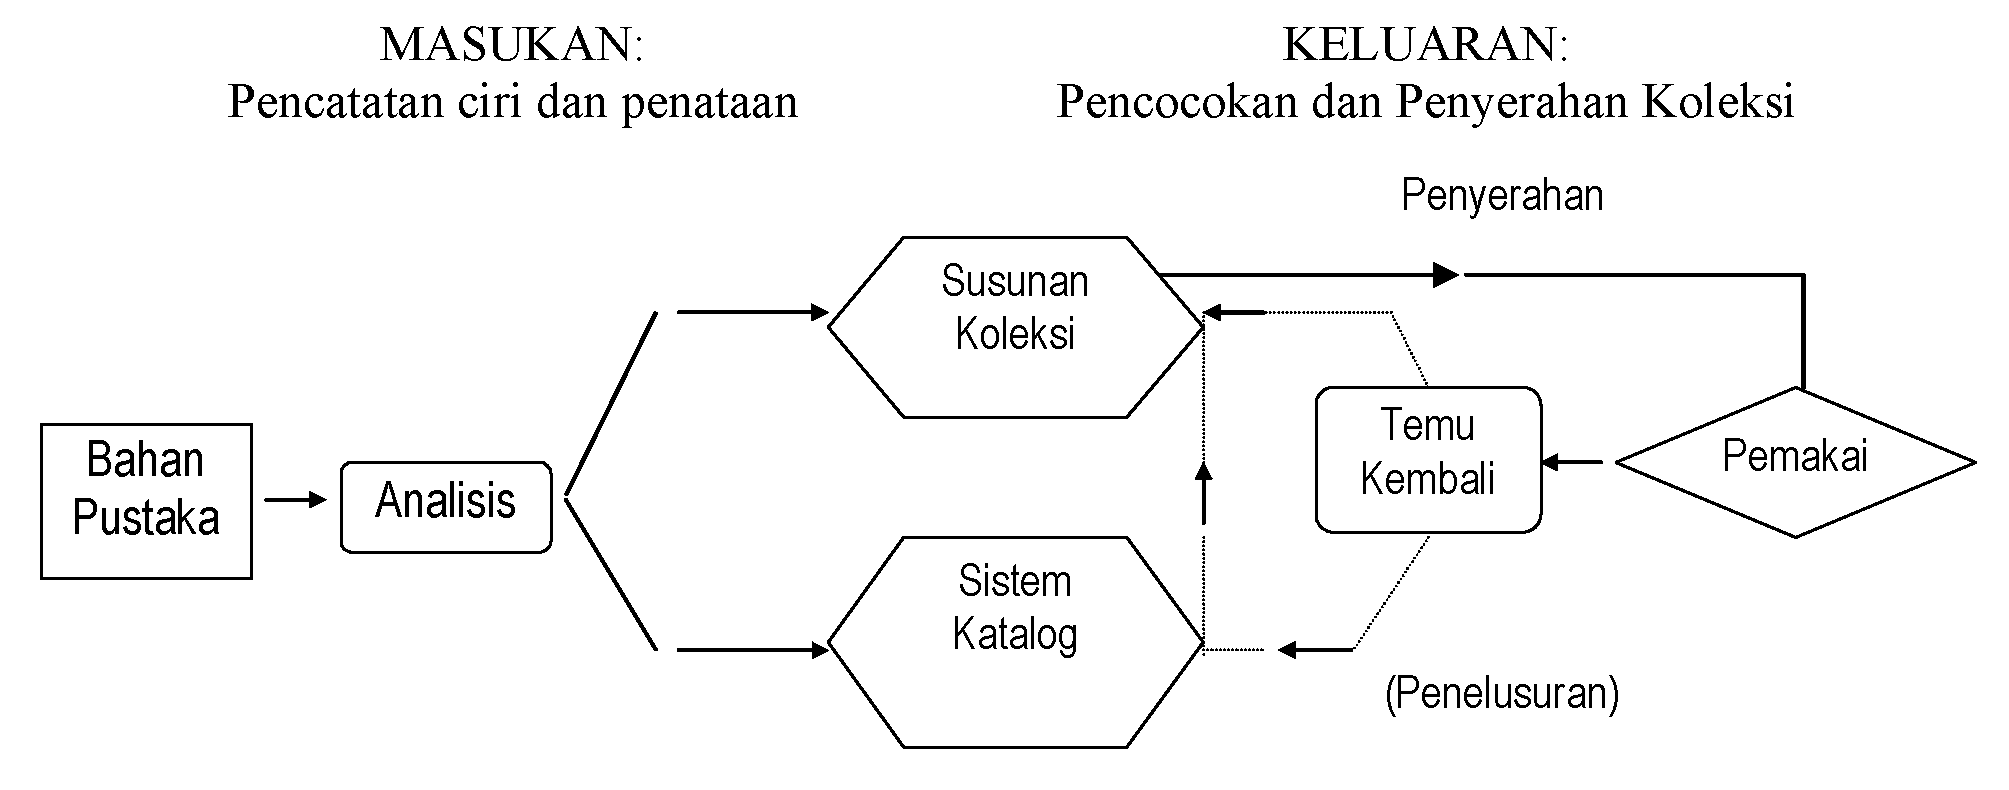 MASUKAN:
Pencatatan ciri dan penataan
KELUARAN:
Pencocokan dan Penyerahan Koleksi
Penyerahan
Susunan
Koleksi
Bahan
Pustaka
Analisis
Temu
Kembali
Pemakai
Sistem
Katalog
(Penelusuran)